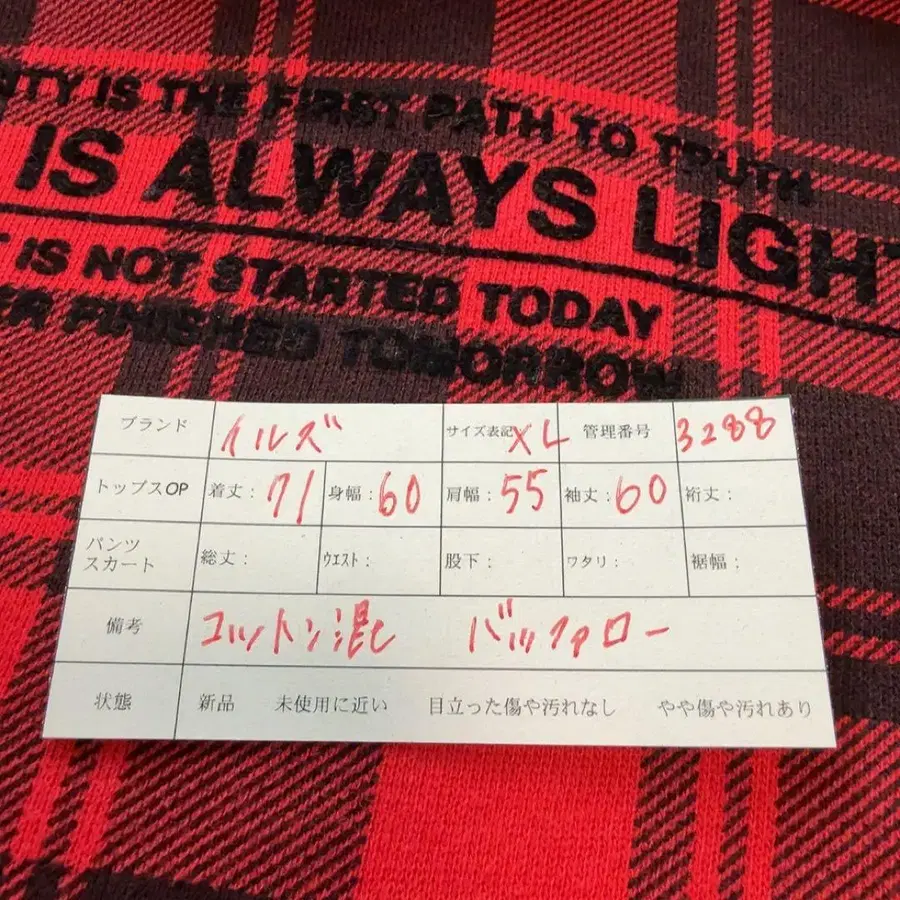 NTY IS THE FIRST PATH TO TRUTH
IS ALWAYS LIGHT
IS NOT STARTED TODAY
ER FINISHED TOMORROW
ブランド イルズ サイズ表記 XL 管理番号 3288
トップスOP 着丈: 71 身幅: 60 肩幅: 55 袖丈: 60 裄丈:
パンツ
スカート 総丈: ウエスト: 股下: ワタリ: 裾幅:
備考 コットン混 バッファロー
状態 新品 未使用に近い 目立った傷や汚れなし やや傷や汚れあり